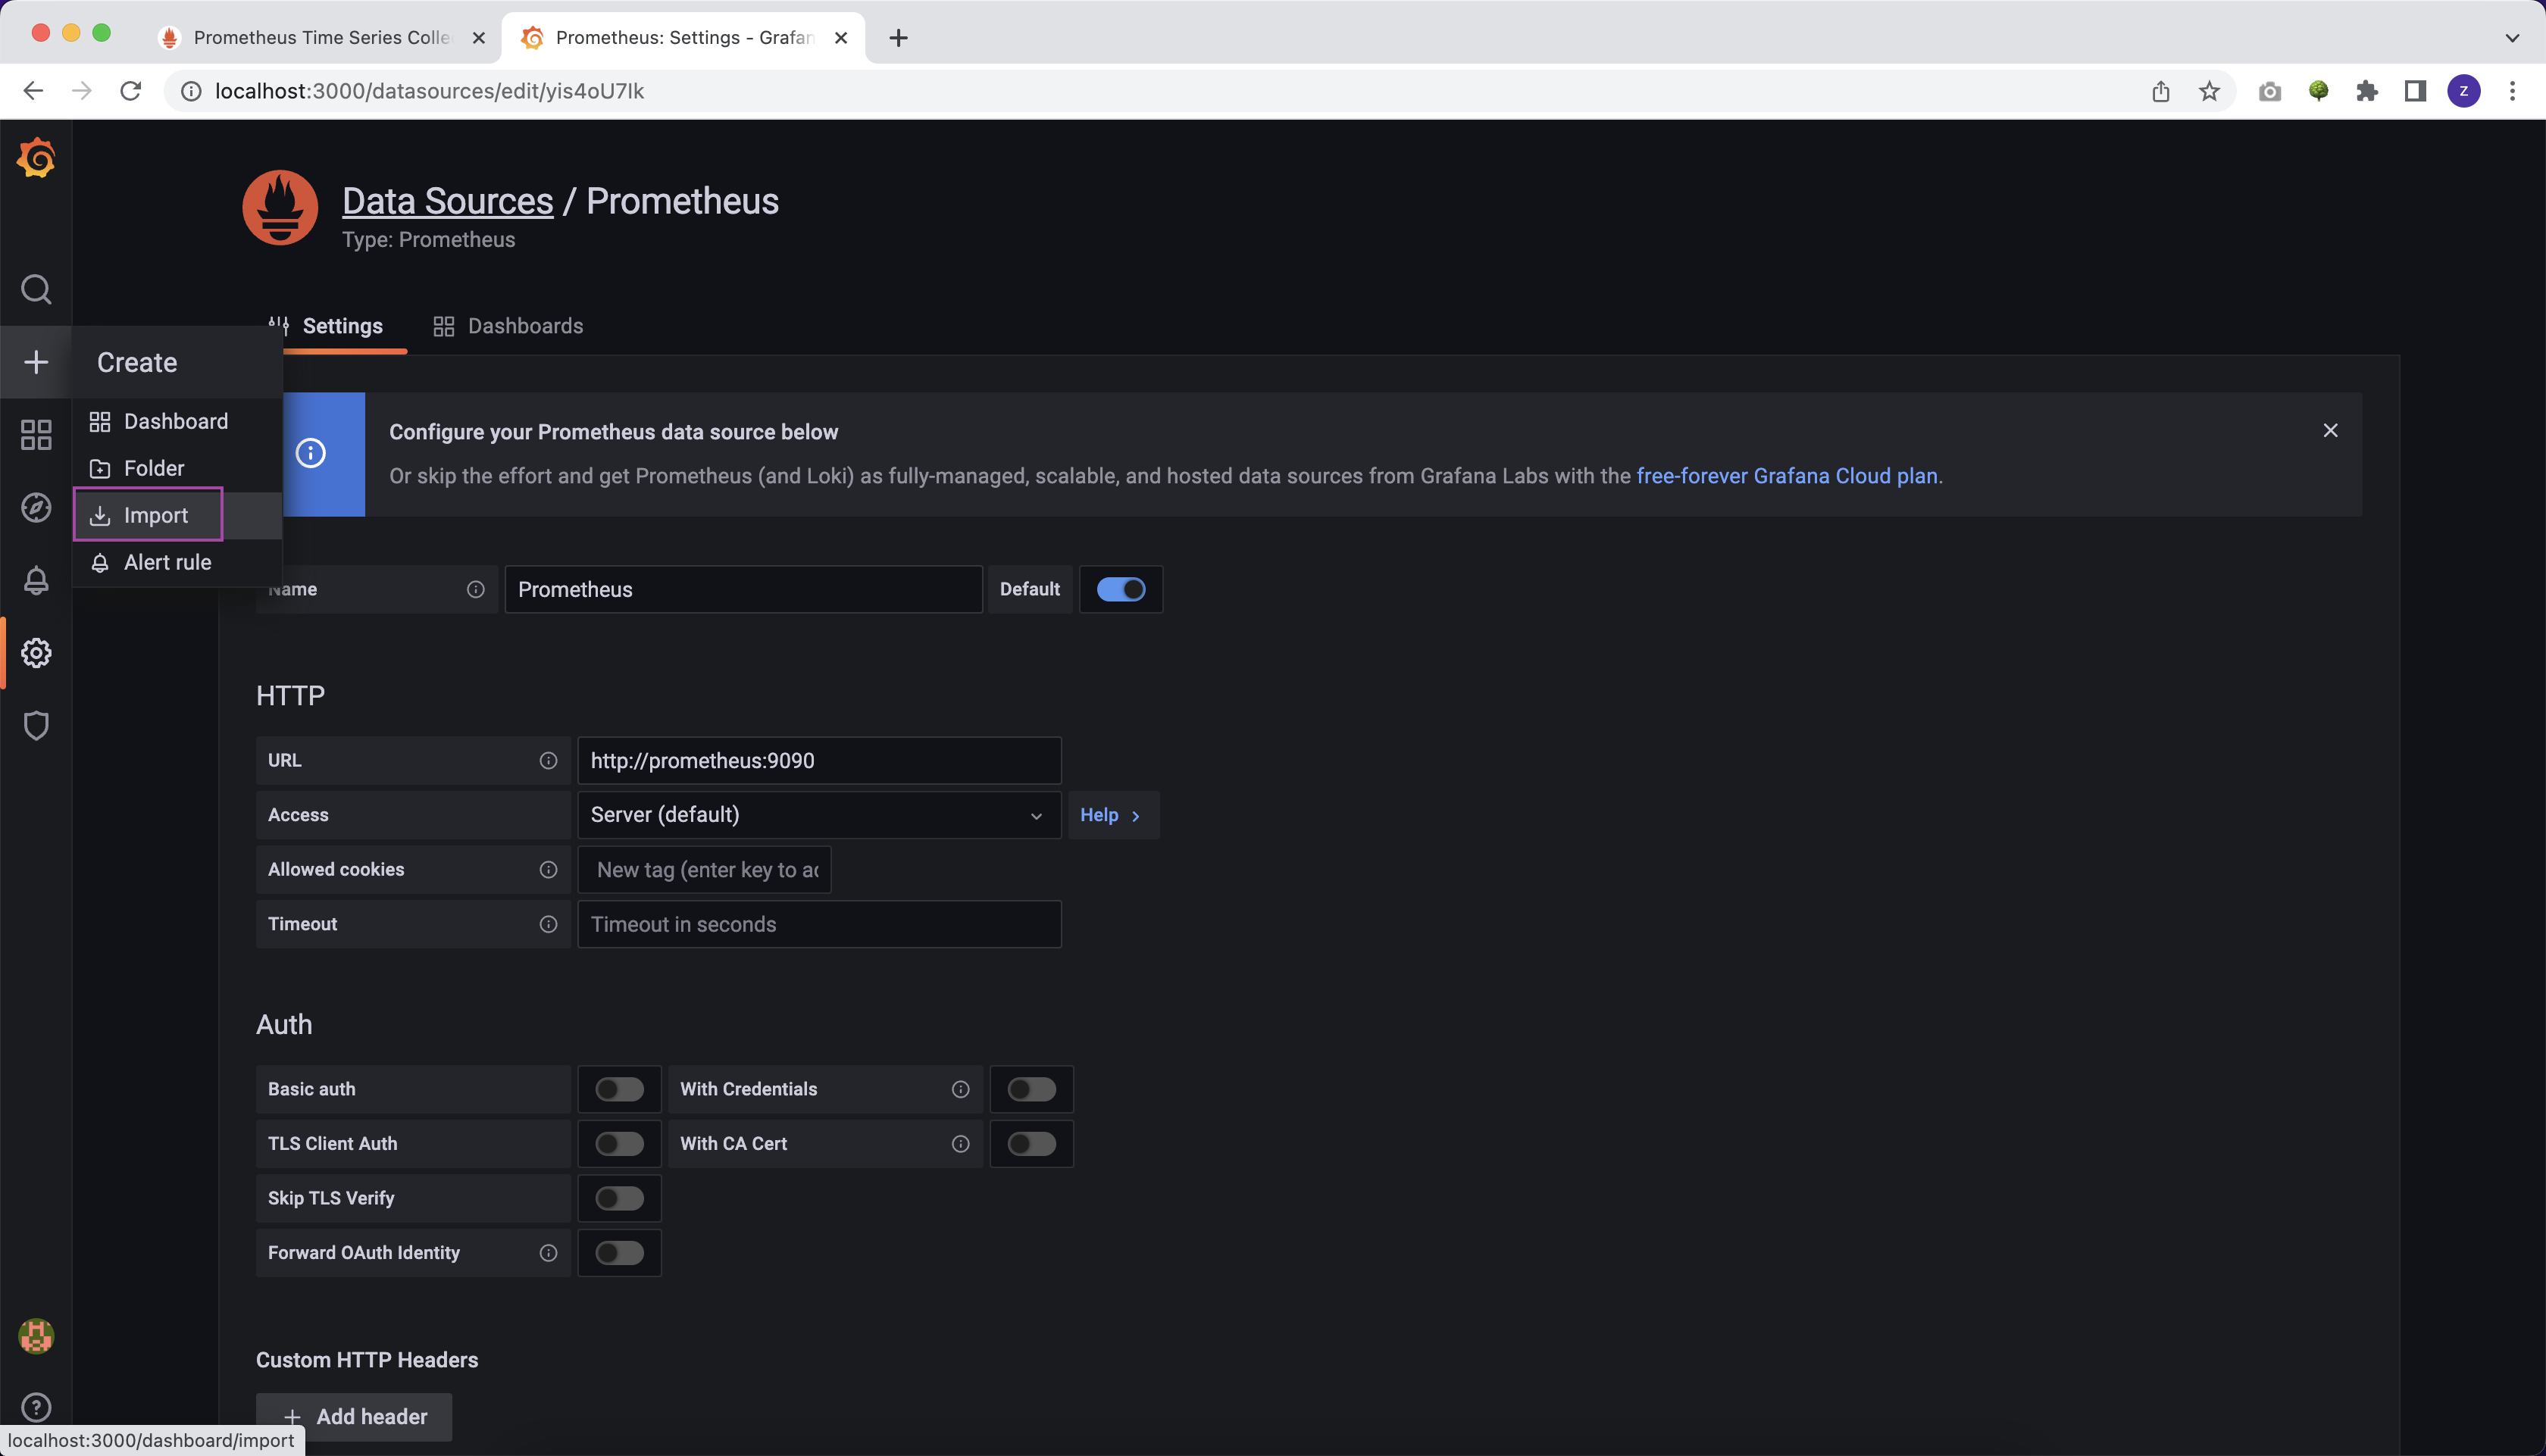 Prometheus Time Series Colle
Prometheus: Settings - Grafan
localhost:3000/datasources/edit/yis4oU7lk
z
Data Sources / Prometheus
Type: Prometheus
Settings
Dashboards
Create
Dashboard
Folder
Import
Alert rule
Configure your Prometheus data source below
Or skip the effort and get Prometheus (and Loki) as fully-managed, scalable, and hosted data sources from Grafana Labs with the free-forever Grafana Cloud plan.
Name
Prometheus
Default
HTTP
URL
http://prometheus:9090
Access
Server (default)
Help
Allowed cookies
New tag (enter key to ac
Timeout
Timeout in seconds
Auth
Basic auth
With Credentials
TLS Client Auth
With CA Cert
Skip TLS Verify
Forward OAuth Identity
Custom HTTP Headers
Add header
localhost:3000/dashboard/import